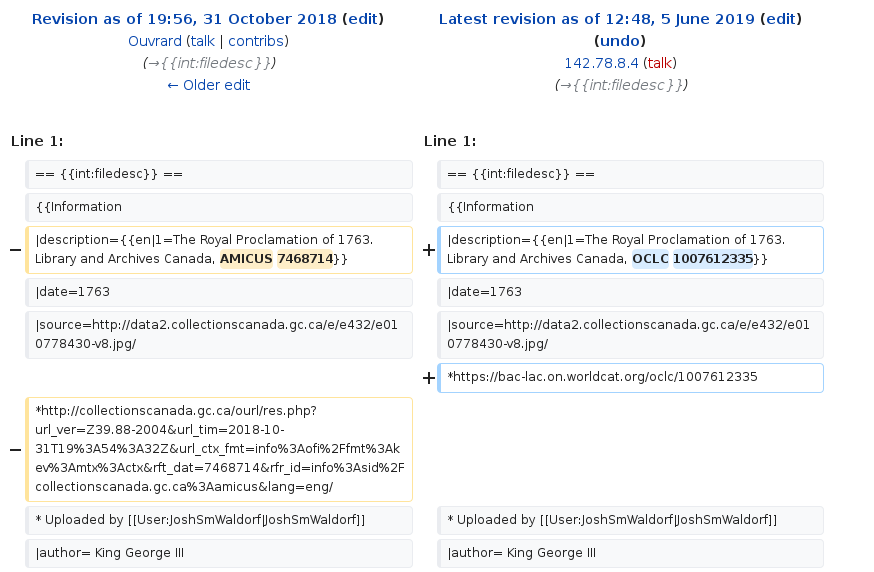 Revision as of 19:56, 31 October 2018 (edit)
Ouvrard (talk | contribs)
(→{{int:filedesc}})
← Older edit
Latest revision as of 12:48, 5 June 2019 (edit)
(undo)
142.78.8.4 (talk)
(→{{int:filedesc}})
Line 1:
Line 1:
== {{int:filedesc}} ==
== {{int:filedesc}} ==
{{Information
{{Information
− |description={{en|1=The Royal Proclamation of 1763.
Library and Archives Canada, AMICUS 7468714}}
+ |description={{en|1=The Royal Proclamation of 1763.
Library and Archives Canada, OCLC 1007612335}}
|date=1763
|date=1763
|source=http://data2.collectionscanada.gc.ca/e/e432/e01
0778430-v8.jpg/
|source=http://data2.collectionscanada.gc.ca/e/e432/e01
0778430-v8.jpg/
+ *https://bac-lac.on.worldcat.org/oclc/1007612335
*http://collectionscanada.gc.ca/ourl/res.php?
url_ver=Z39.88-2004&url_tim=2018-10-
− 31T19%3A54%3A32Z&url_ctx_fmt=info%3Aofi%2Ffmt%3Ak
ev%3Amtx%3Actx&rft_dat=7468714&rfr_id=info%3Asid%2F
collectionscanada.gc.ca%3Aamicus&lang=eng/
* Uploaded by [[User:JoshSmWaldorf|JoshSmWaldorf]]
* Uploaded by [[User:JoshSmWaldorf|JoshSmWaldorf]]
|author= King George III
|author= King George III